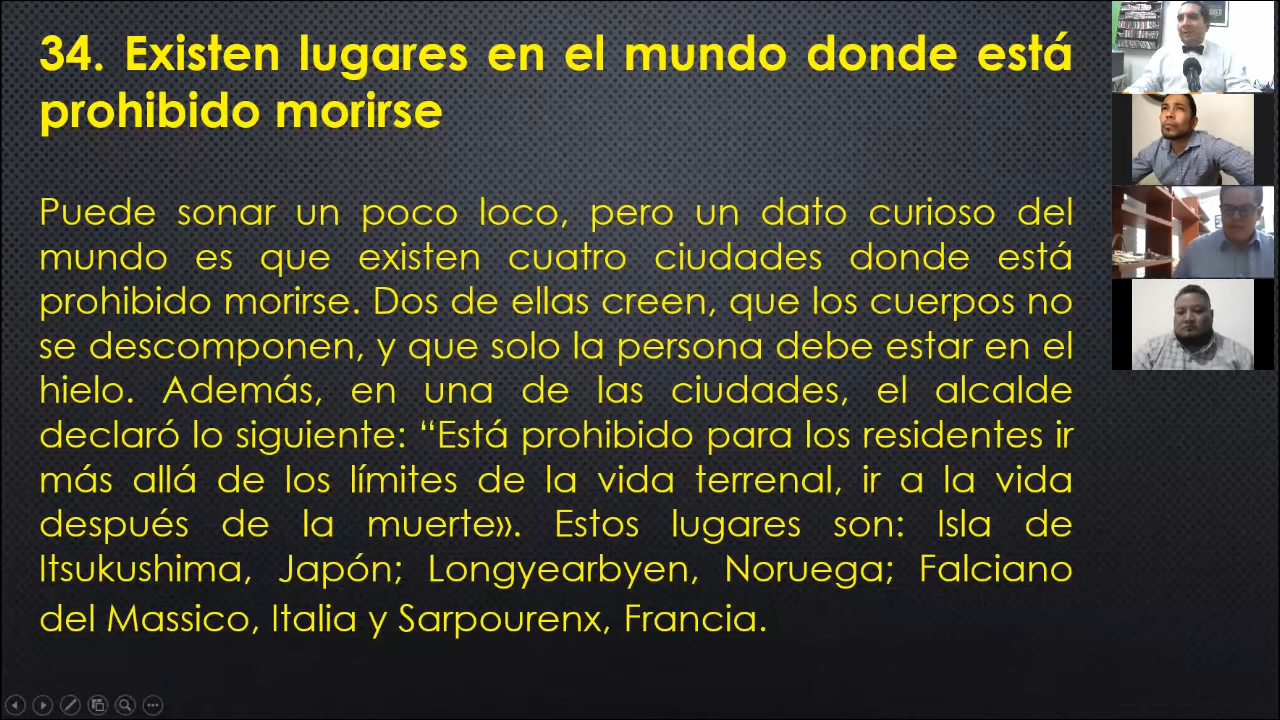 34. Existen lugares en el mundo donde está
prohibido morirse
Puede sonar un poco loco, pero un dato curioso del
mundo es que existen cuatro ciudades donde está
prohibido morirse. Dos de ellas creen, que los cuerpos no
se descomponen, y que solo la persona debe estar en el
hielo. Además, en una de las ciudades, el alcalde
declaró lo siguiente: “Está prohibido para los residentes ir
más allá de los límites de la vida terrenal, ir a la vida
después de la muerte». Estos lugares son: Isla de
Itsukushima, Japón; Longyearbyen, Noruega; Falciano
del Massico, Italia y Sarpourenx, Francia.